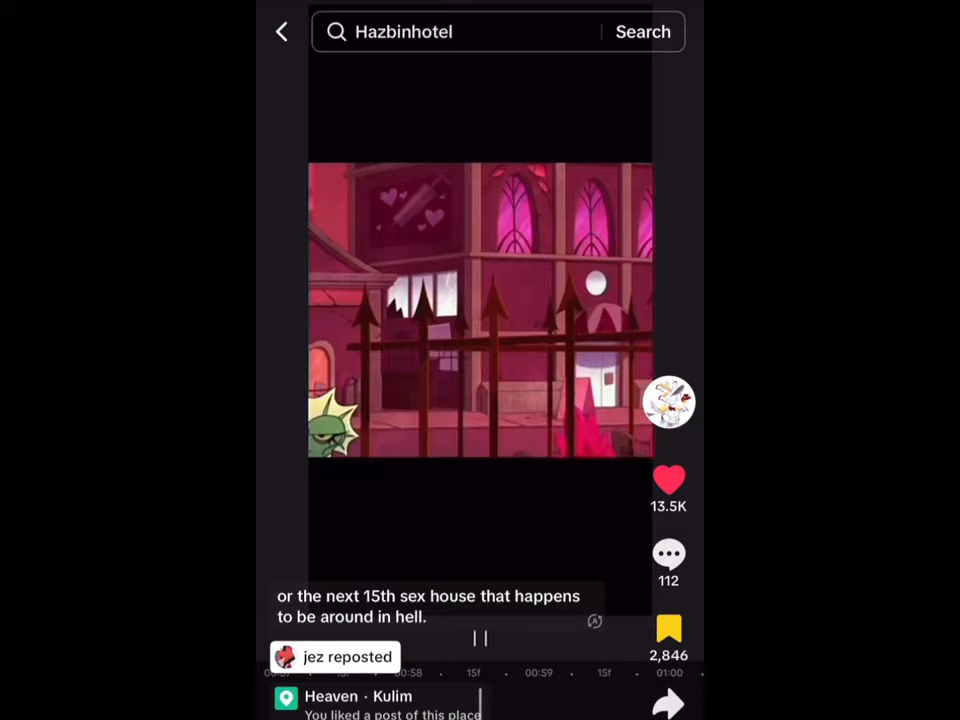 Hazbinhotel
Search
13.5K
112
or the next 15th sex house that happens
to be around in hell.
2,846
jez reposted
00:58
15f
00:59
15f
01:00
Heaven · Kulim
You liked a post of this place